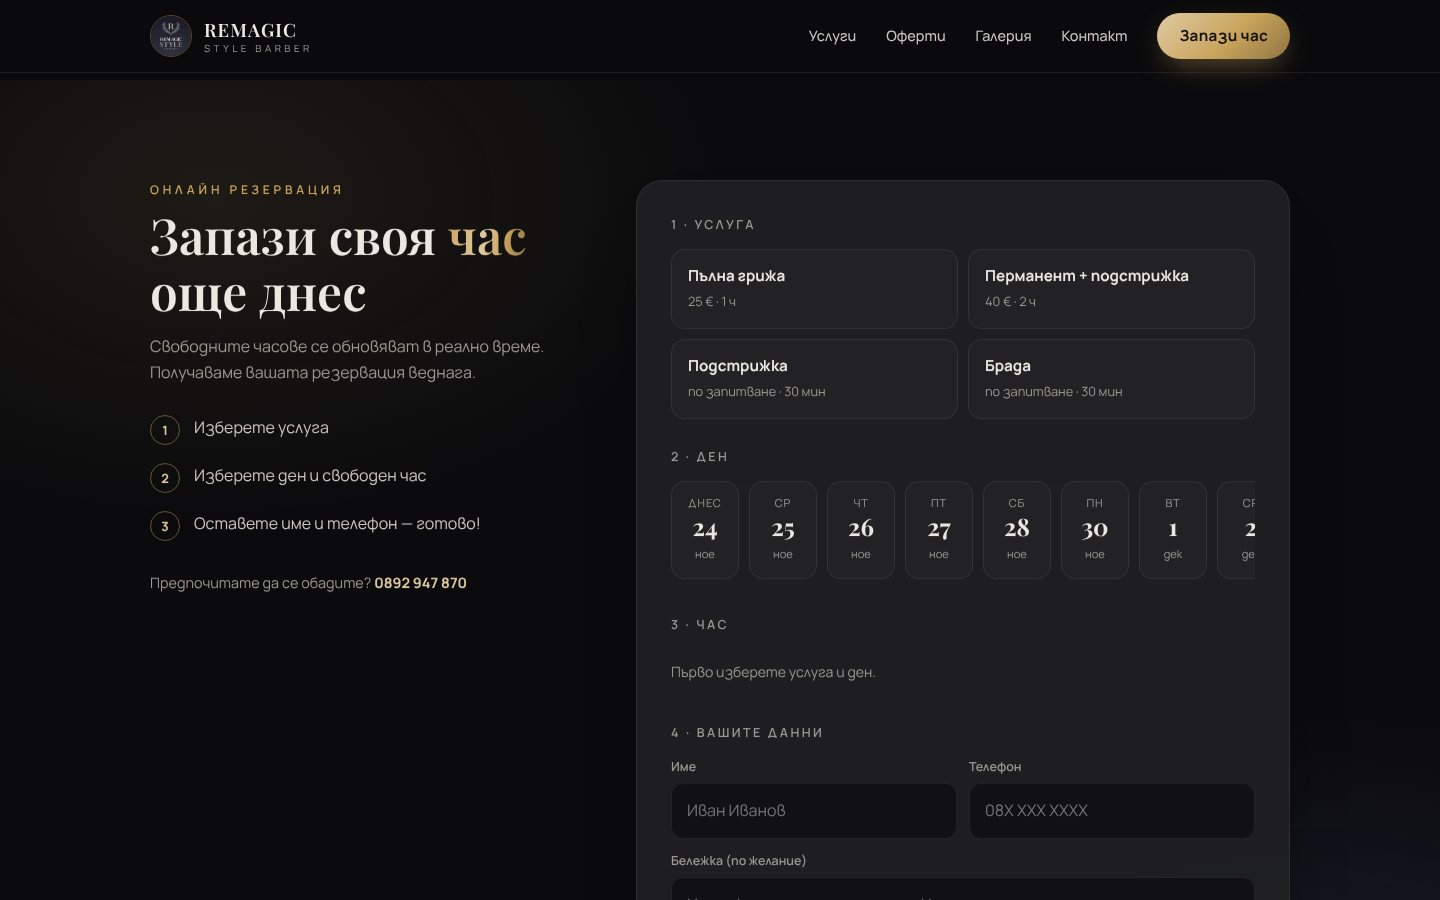 REMAGIC
STYLE BARBER
Услуги
Оферти
Галерия
Контакт
Запази час
ОНЛАЙН РЕЗЕРВАЦИЯ
Запази своя час
още днес
Свободните часове се обновяват в реално време.
Получаваме вашата резервация веднага.
1 Изберете услуга
2 Изберете ден и свободен час
3 Оставете име и телефон — готово!
Предпочитате да се обадите? 0892 947 870
1 · УСЛУГА
Пълна грижа
25 € · 1 ч
Перманент + подстрижка
40 € · 2 ч
Подстрижка
по запитване · 30 мин
Брада
по запитване · 30 мин
2 · ДЕН
ДНЕС
24
ное
СР
25
ное
ЧТ
26
ное
ПТ
27
ное
СБ
28
ное
ПН
30
ное
ВТ
1
дек
3 · ЧАС
Първо изберете услуга и ден.
4 · ВАШИТЕ ДАННИ
Име
Телефон
Иван Иванов
08X XXX XXXX
Бележка (по желание)